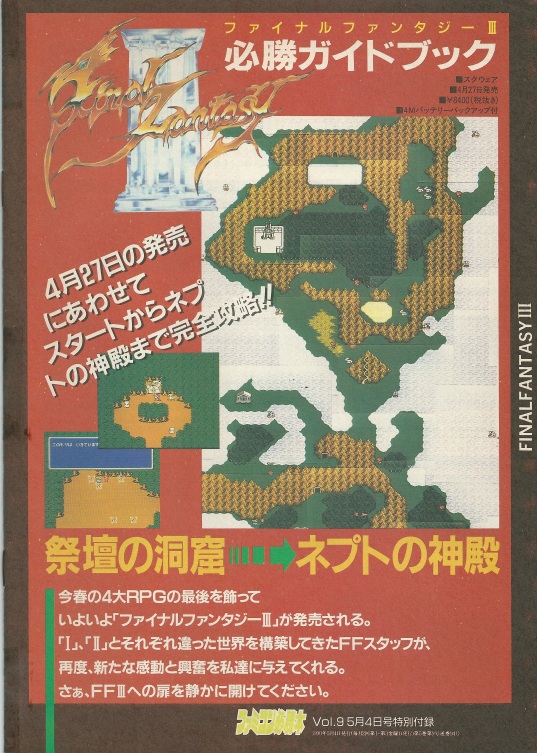 ファイナルファンタジーIII
必勝ガイドブック
■スクウェア
■4月27日発売
■￥8400(税抜き)
■4Mバッテリーバックアップ付
Final Fantasy
III
4月27日の発売
にあわせて
スタートからネプ
トの神殿まで完全攻略!!
FINAL FANTASY III
祭壇の洞窟➡ネプトの神殿
今春の4大RPGの最後を飾って
いよいよ「ファイナルファンタジーIII」が発売される。
「I」、「II」とそれぞれ違った世界を構築してきたFFスタッフが、
再度、新たな感動と興奮を私達に与えてくれる。
さぁ、FFIIIへの扉を静かに開けてください。
ファミコン必勝本 Vol.9 5月4日号特別付録